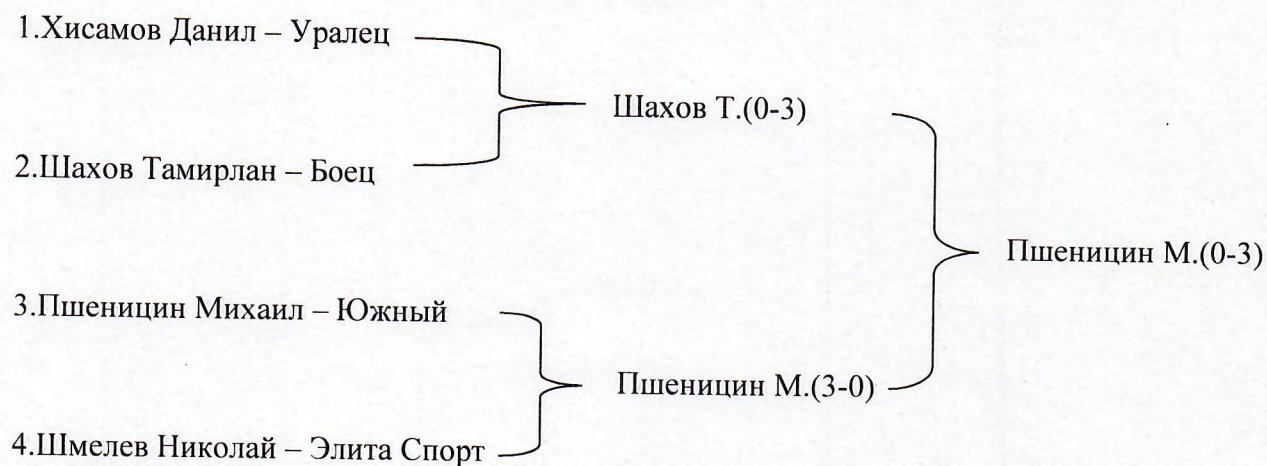 1.Хисамов Данил – Уралец
Шахов Т.(0-3)
2.Шахов Тамирлан – Боец
Пшеницин М.(0-3)
3.Пшеницин Михаил – Южный
Пшеницин М.(3-0)
4.Шмелев Николай – Элита Спорт